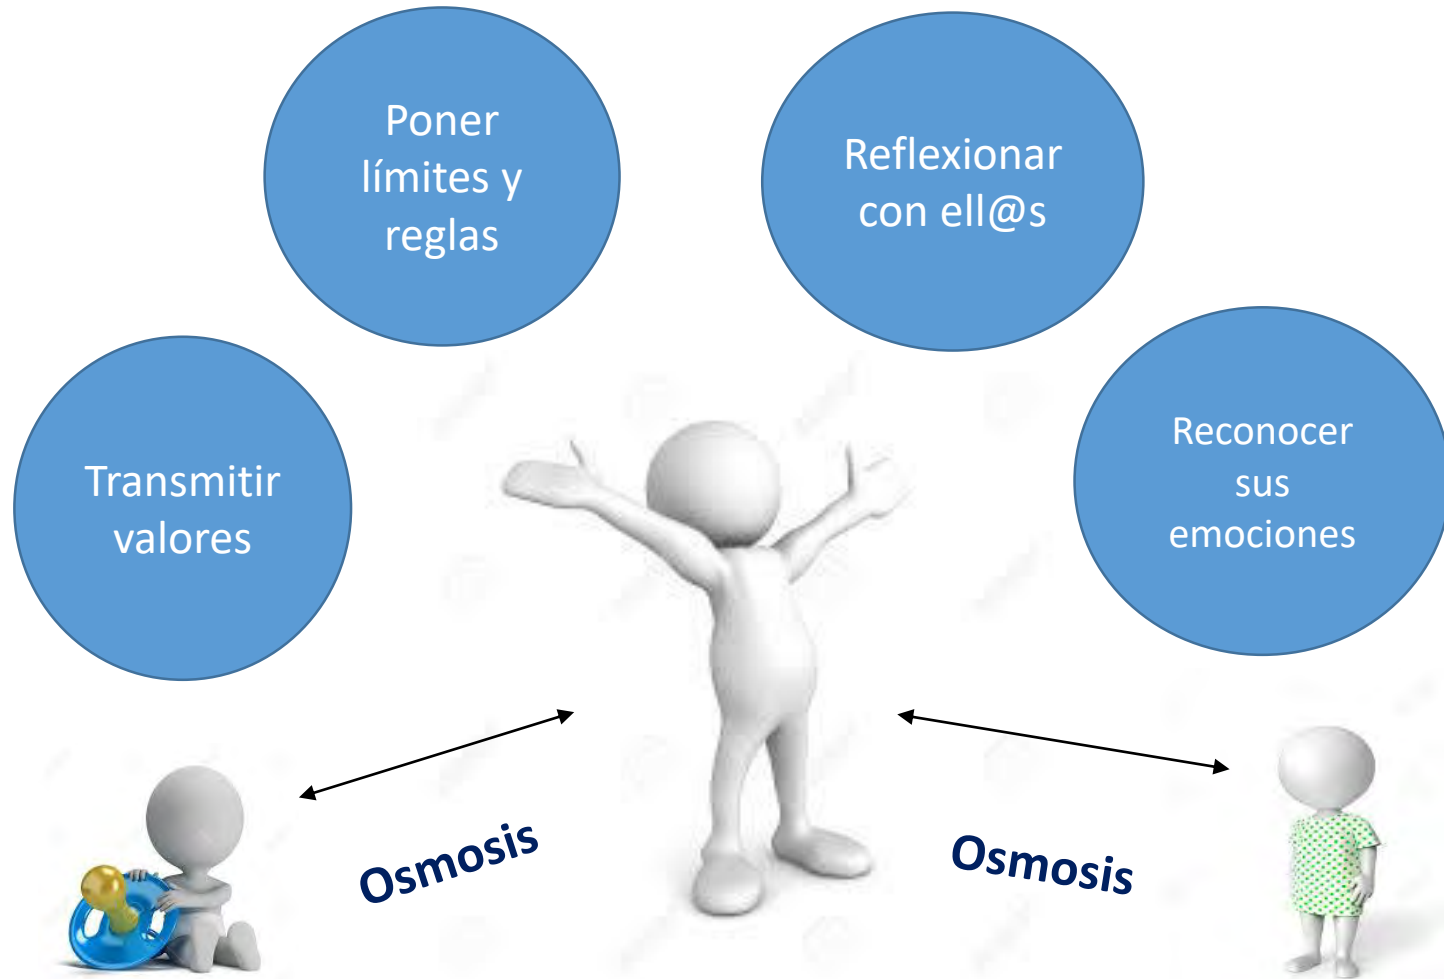 Poner
límites y
reglas
Reflexionar
con ell@s
Transmitir
valores
Reconocer
sus
emociones
Osmosis
Osmosis